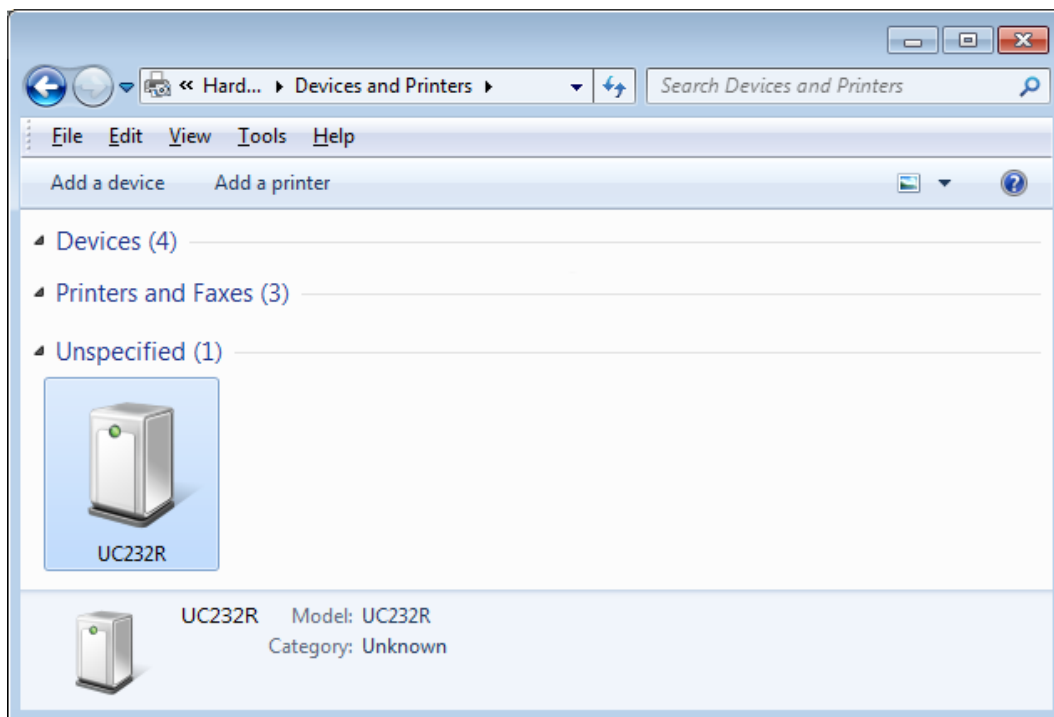 « Hard... ▸ Devices and Printers ▸ Search Devices and Printers
File Edit View Tools Help
Add a device Add a printer
Devices (4)
Printers and Faxes (3)
Unspecified (1)
UC232R
UC232R Model: UC232R
Category: Unknown